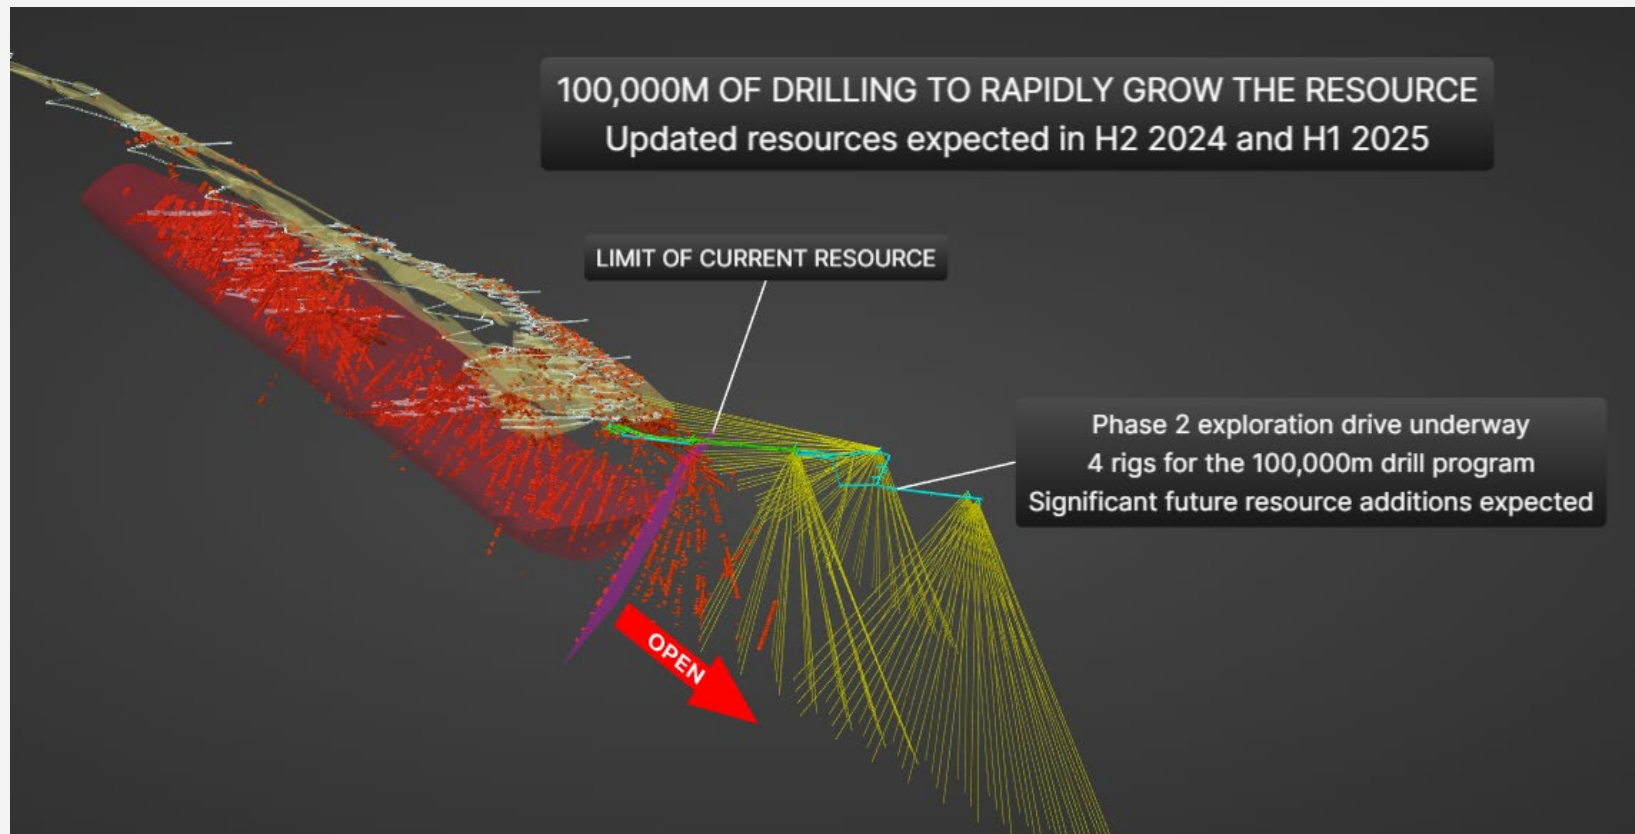 100,000M OF DRILLING TO RAPIDLY GROW THE RESOURCE
Updated resources expected in H2 2024 and H1 2025
LIMIT OF CURRENT RESOURCE
Phase 2 exploration drive underway
4 rigs for the 100,000m drill program
Significant future resource additions expected
OPEN